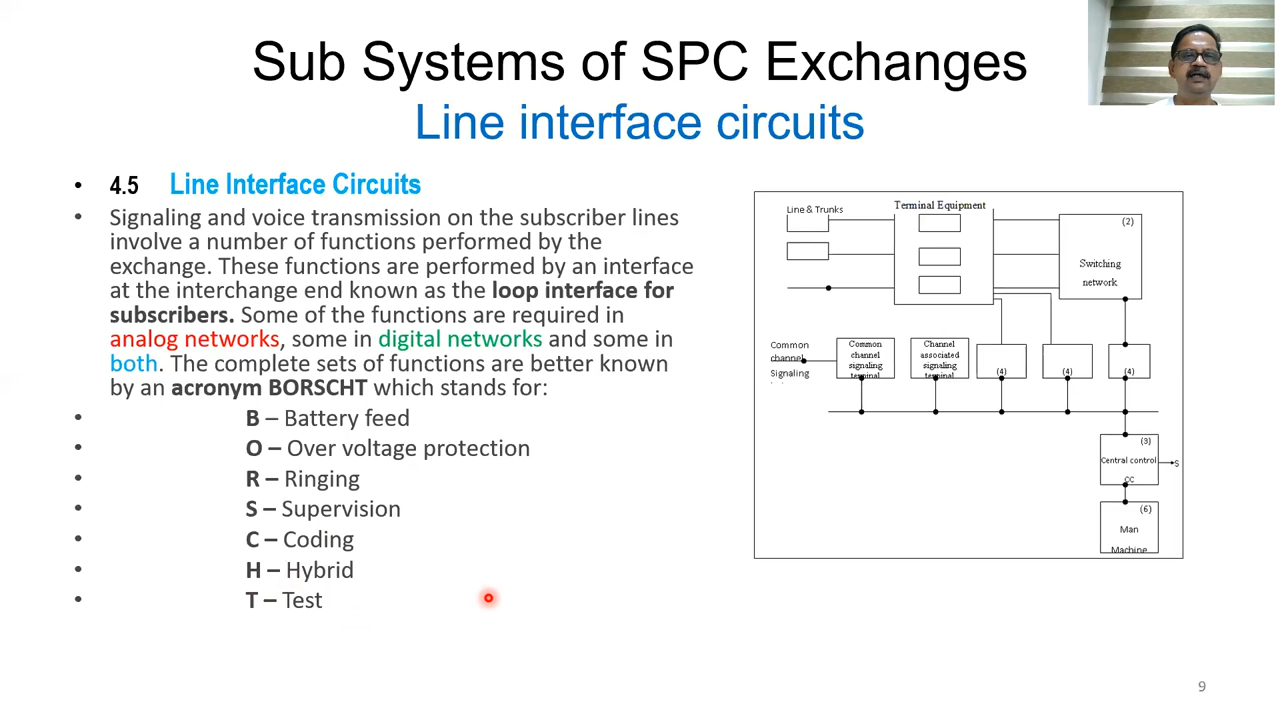 Sub Systems of SPC Exchanges
Line interface circuits
• 4.5 Line Interface Circuits
• Signaling and voice transmission on the subscriber lines
involve a number of functions performed by the
exchange. These functions are performed by an interface
at the interchange end known as the loop interface for
subscribers. Some of the functions are required in
analog networks, some in digital networks and some in
both. The complete sets of functions are better known
by an acronym BORSCHT which stands for:
• B – Battery feed
• O – Over voltage protection
• R – Ringing
• S – Supervision
• C – Coding
• H – Hybrid
• T – Test
Line & Trunks
Terminal Equipment
(2)
Switching
network
Common
channel
Signaling
Common
channel
signaling
terminal
Channel
associated
signaling
terminal
(4)
(4)
(4)
(3)
Central control
CC
S
(6)
Man
Machine
9